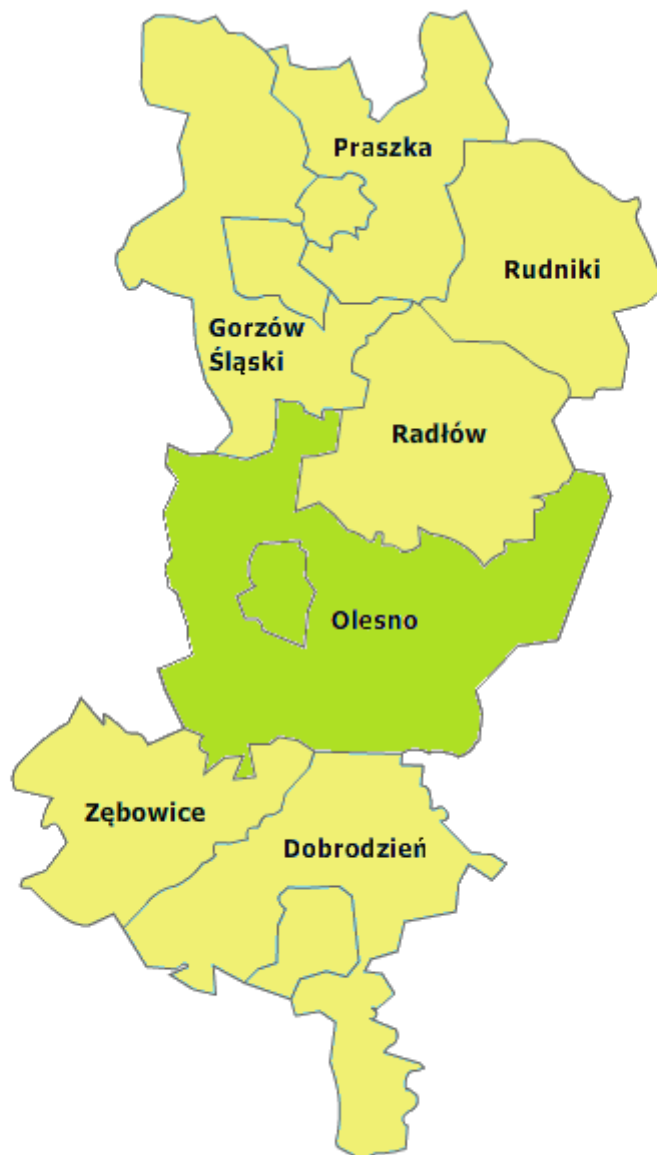 Praszka
Rudniki
Gorzów
Śląski
Radłów
Olesno
Zębowice
Dobrodzień